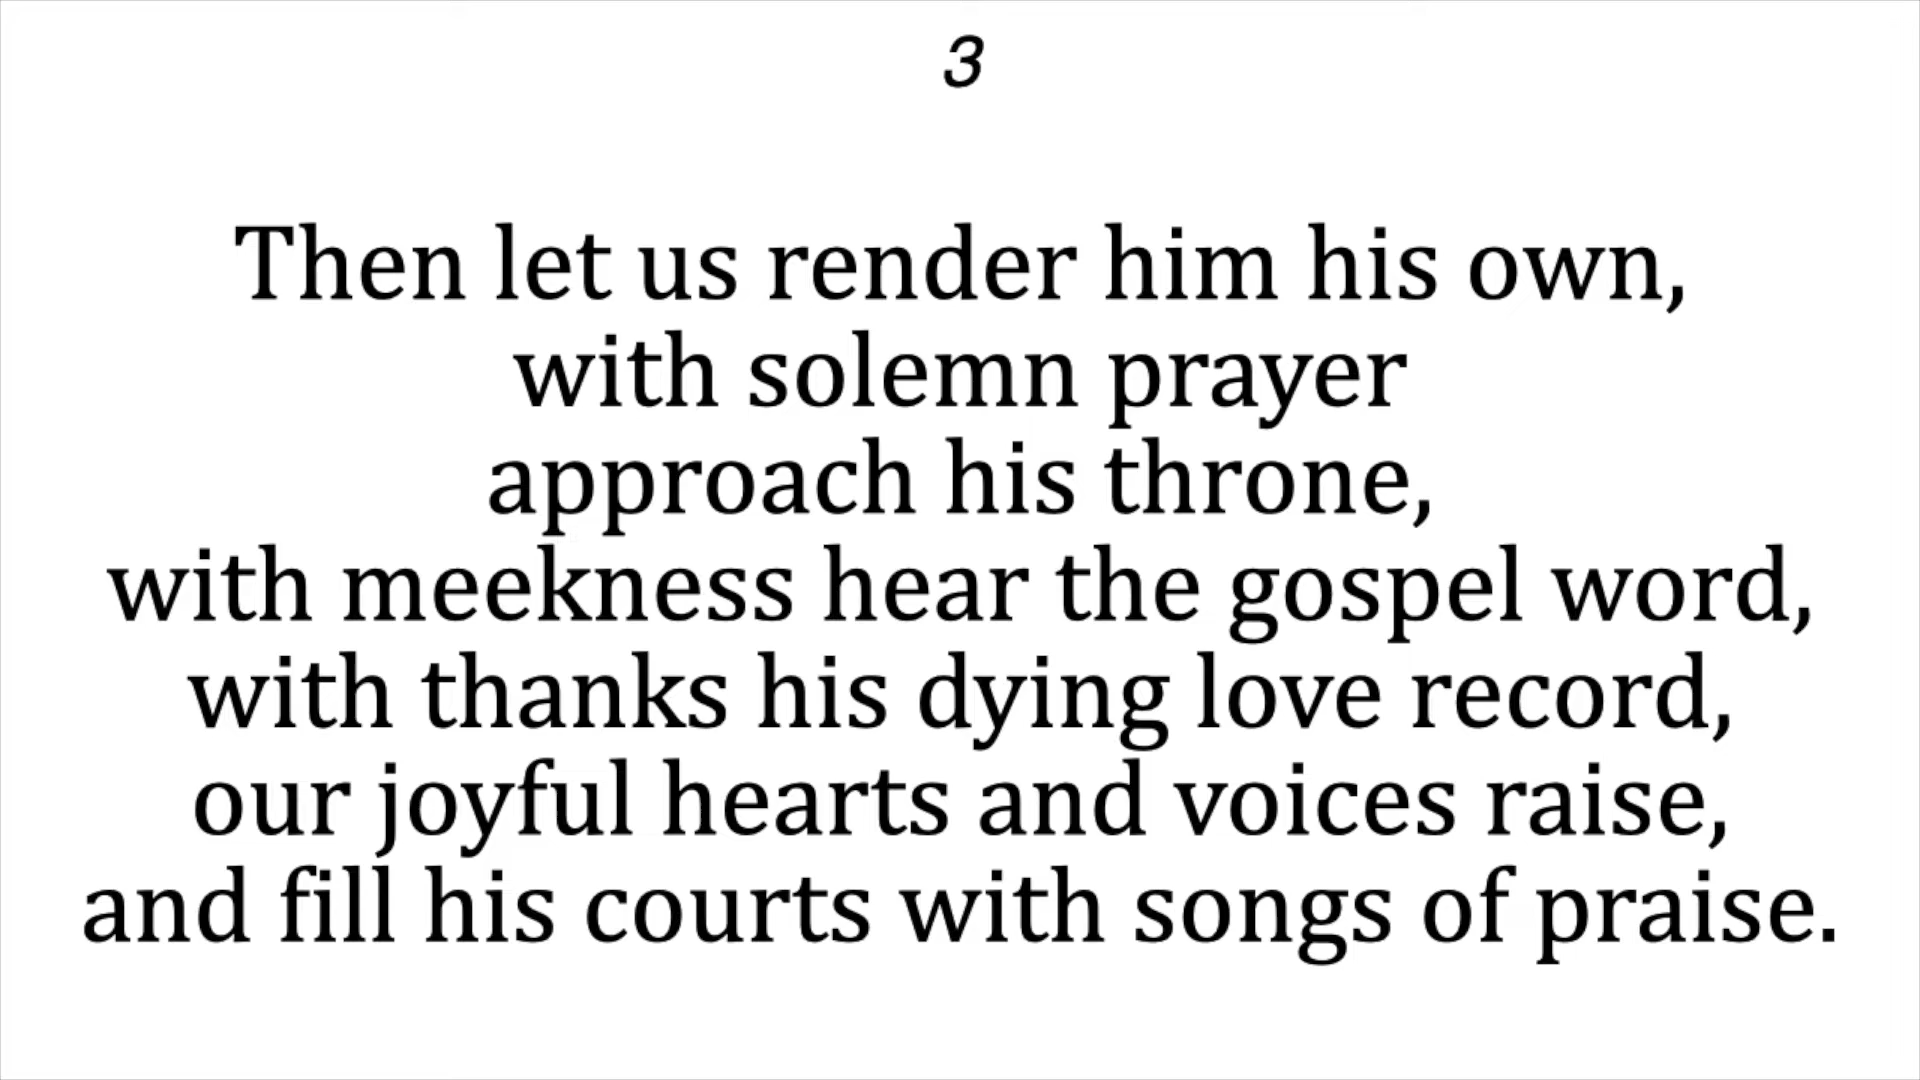 3
Then let us render him his own,
with solemn prayer
approach his throne,
with meekness hear the gospel word,
with thanks his dying love record,
our joyful hearts and voices raise,
and fill his courts with songs of praise.